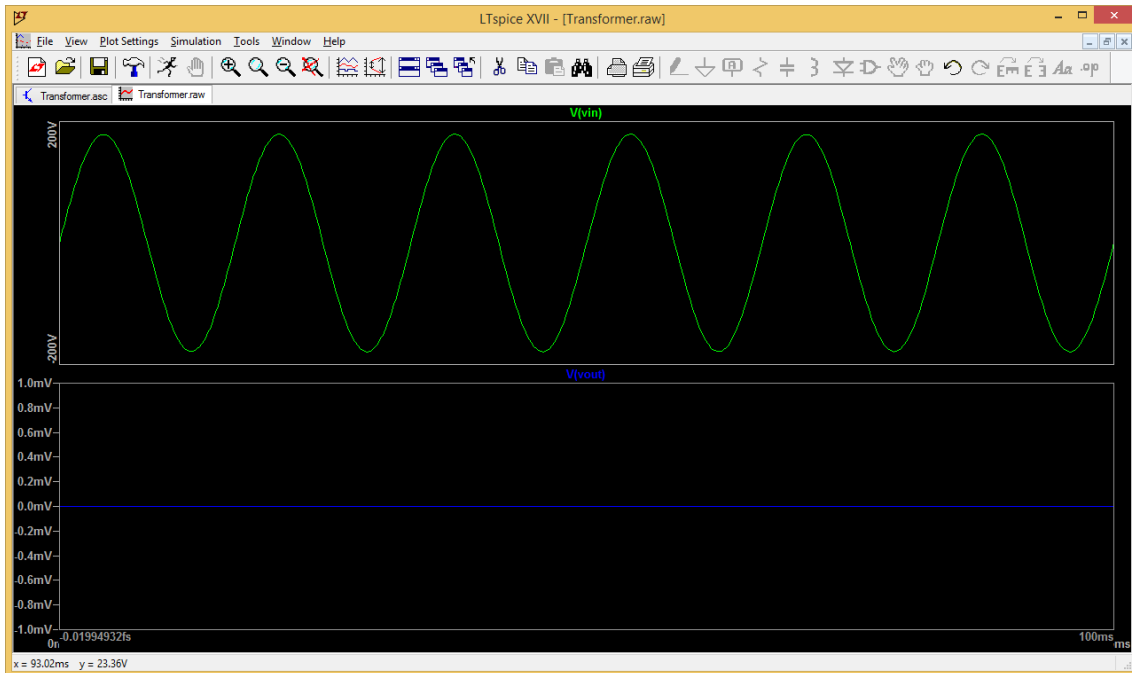 LTspice XVII - [Transformer.raw]
File View Plot Settings Simulation Tools Window Help
Transformer.asc Transformer.raw
V(vin)
200V
-200V
V(vout)
1.0mV
0.8mV
0.6mV
0.4mV
0.2mV
0.0mV
-0.2mV
-0.4mV
-0.6mV
-0.8mV
-1.0mV
-0.01994932fs 100ms
x = 93.02ms y = 23.36V